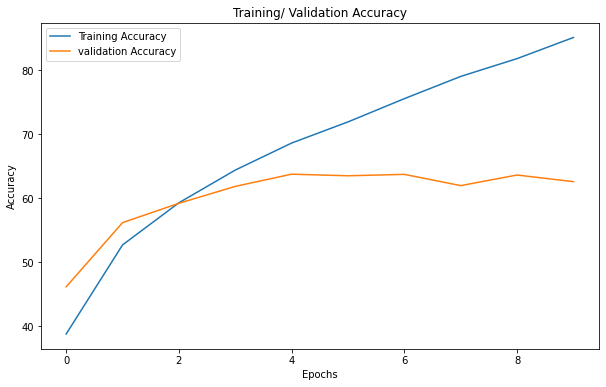 Training/ Validation Accuracy
Training Accuracy
validation Accuracy
80
70
60
50
40
Accuracy
0 2 4 6 8
Epochs